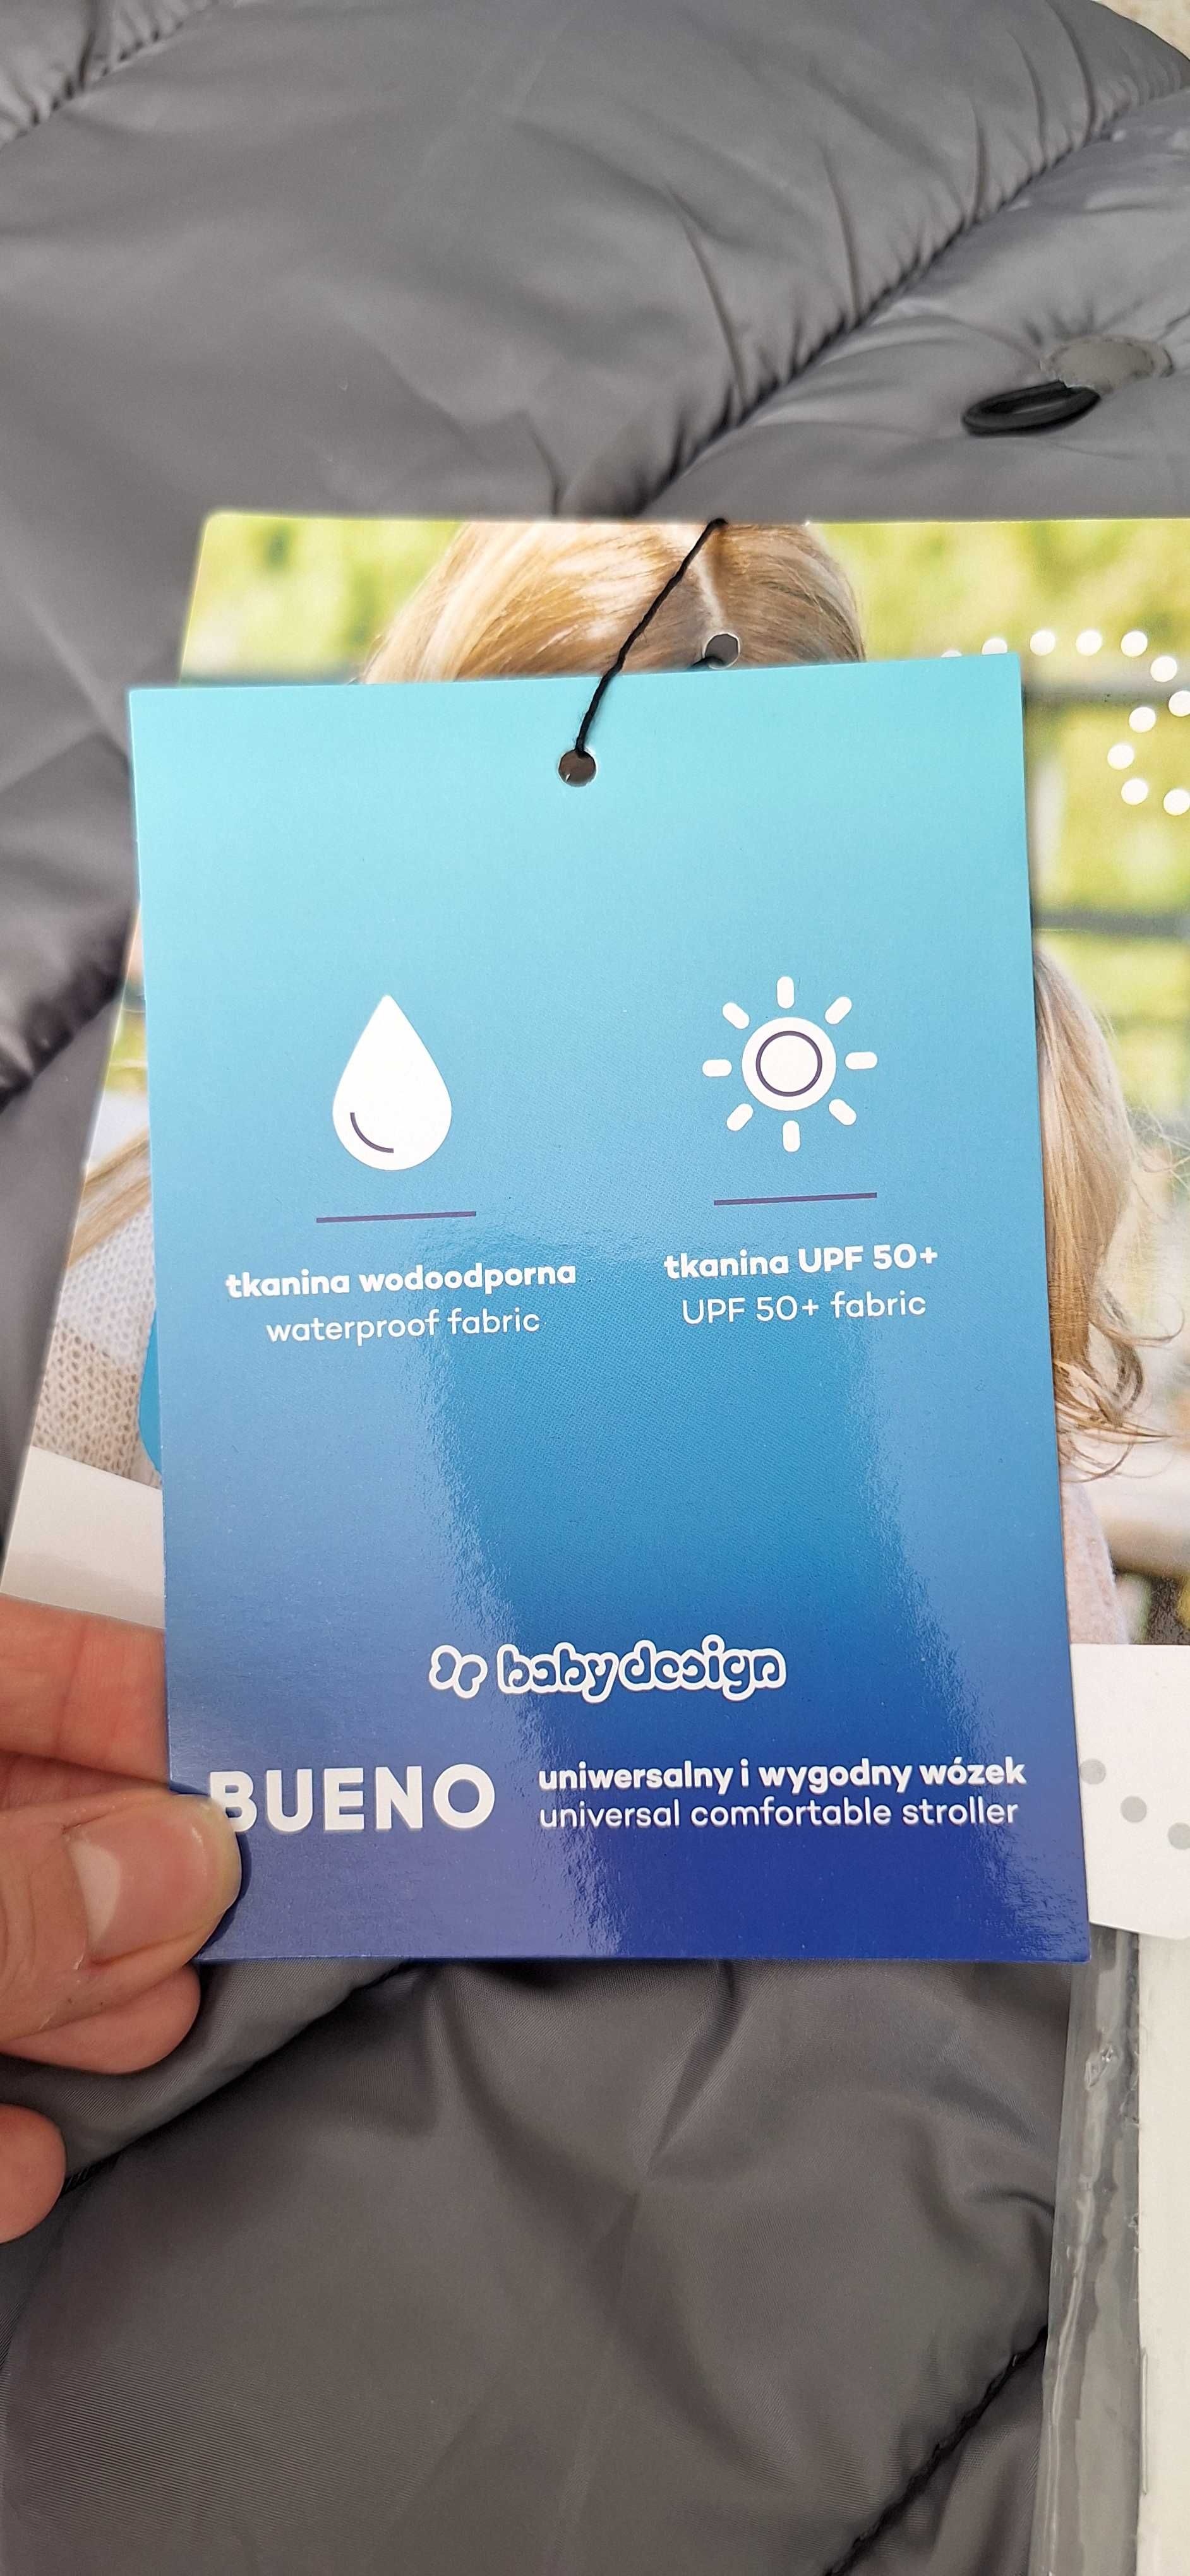 tkanina wodoodporna
waterproof fabric
tkanina UPF 50+
UPF 50+ fabric
baby design
BUENO
uniwersalny i wygodny wózek
universal comfortable stroller